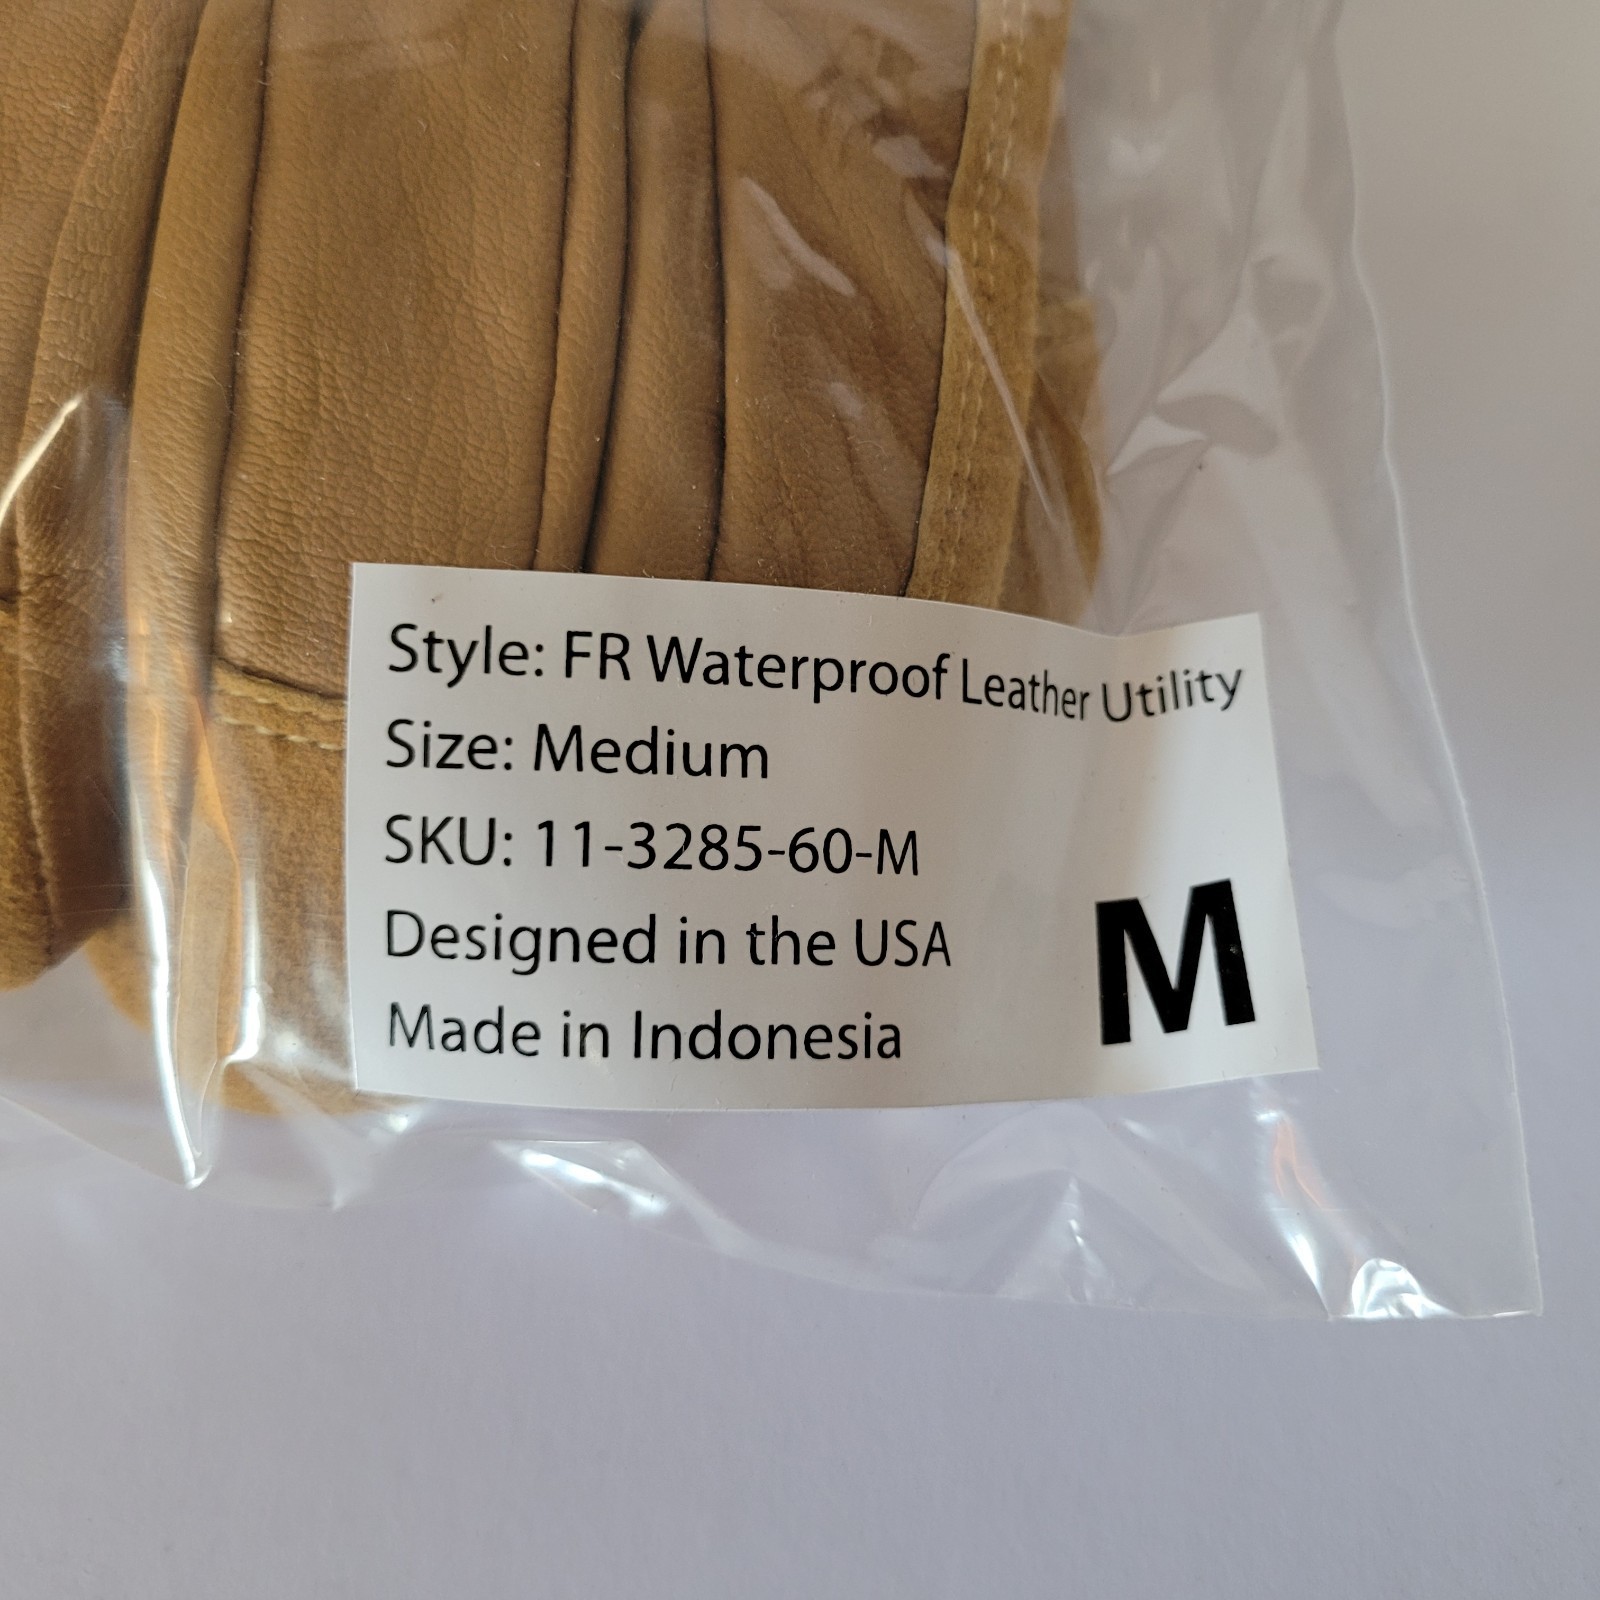 Style: FR Waterproof Leather Utility
Size: Medium
SKU: 11-3285-60-M
Designed in the USA
Made in Indonesia
M